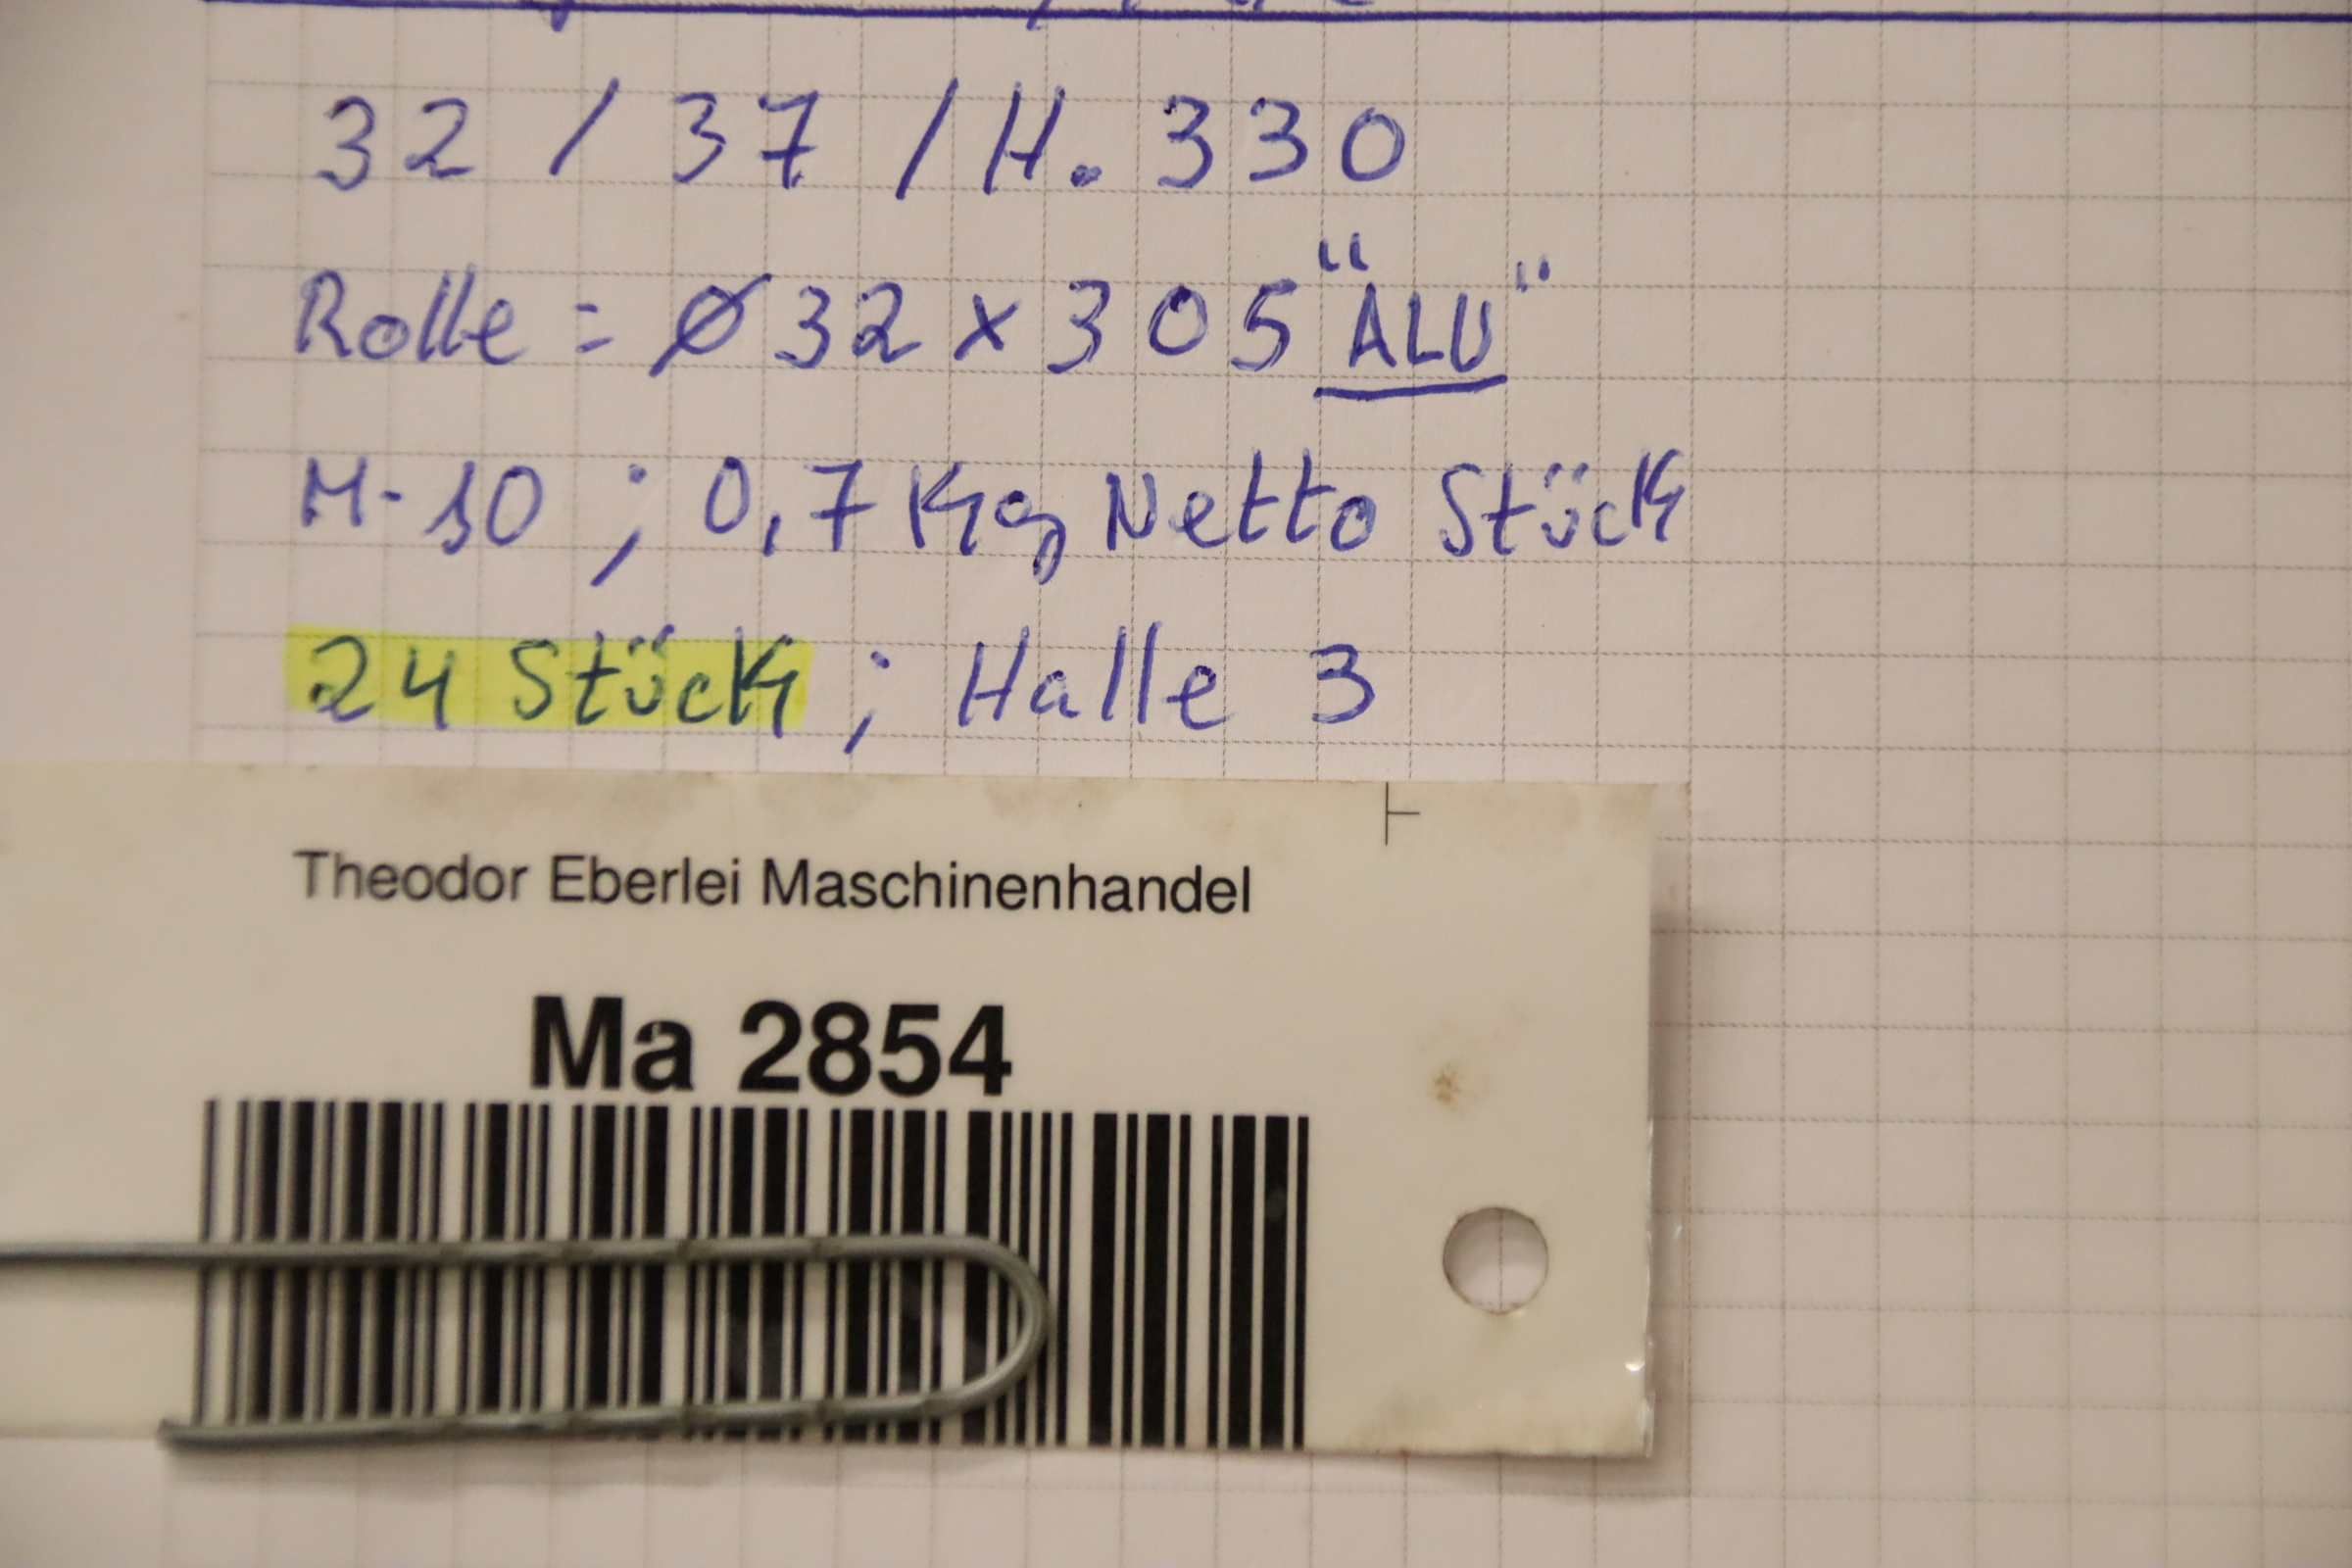 32 / 37 / H. 330
Rolle = Ø 32 x 305 "ALU"
M-10 ; 0,7 Kg Netto Stück
24 Stück ; Halle 3
Theodor Eberlei Maschinenhandel
Ma 2854